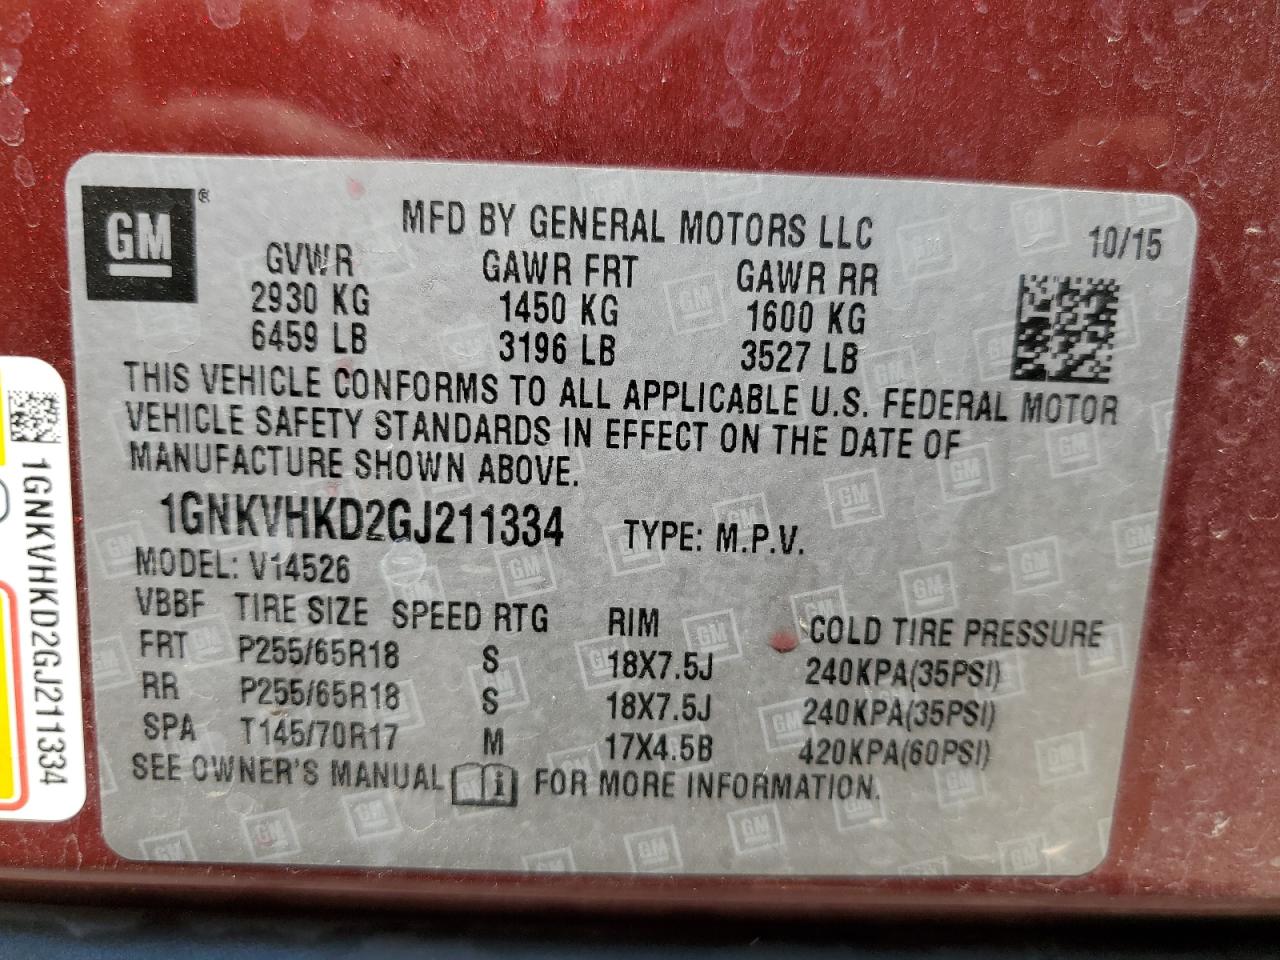 GM ®
MFD BY GENERAL MOTORS LLC
10/15
GVWR GAWR FRT GAWR RR
2930 KG 1450 KG 1600 KG
6459 LB 3196 LB 3527 LB
THIS VEHICLE CONFORMS TO ALL APPLICABLE U.S. FEDERAL MOTOR
VEHICLE SAFETY STANDARDS IN EFFECT ON THE DATE OF
MANUFACTURE SHOWN ABOVE.
1GNKVHKD2GJ211334 TYPE: M.P.V.
MODEL: V14526
VBBF TIRE SIZE SPEED RTG RIM COLD TIRE PRESSURE
FRT P255/65R18 S 18X7.5J 240KPA(35PSI)
RR P255/65R18 S 18X7.5J 240KPA(35PSI)
SPA T145/70R17 M 17X4.5B 420KPA(60PSI)
SEE OWNER'S MANUAL i FOR MORE INFORMATION.
1GNKVHKD2GJ211334